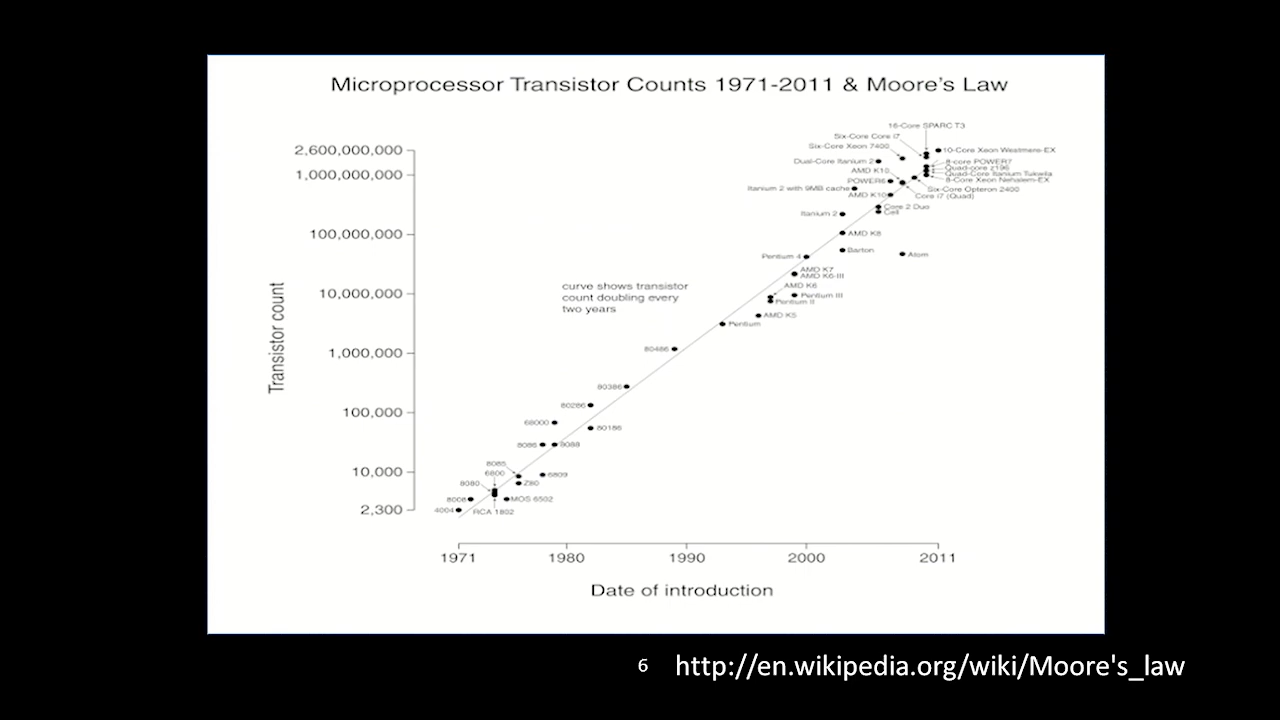 Microprocessor Transistor Counts 1971-2011 & Moore's Law
16-Core SPARC T3
Six-Core Core i7
Six-Core Xeon 7400
10-Core Xeon Westmere-EX
Dual-Core Itanium 2
8-core POWER7
Quad-core z196
AMD K10
Quad-Core Itanium Tukwila
POWER6
8-Core Xeon Nehalem-EX
Itanium 2 with 9MB cache
Six-Core Opteron 2400
AMD K10
Core i7 (Quad)
Core 2 Duo
Itanium 2
Cell
AMD K8
Barton
Atom
Pentium 4
AMD K7
AMD K6-III
curve shows transistor
count doubling every
two years
AMD K6
Pentium III
Pentium II
AMD K5
Pentium
80486
80386
80286
68000
80186
8086
8088
8085
6800
6809
8080
Z80
8008
MOS 6502
4004
RCA 1802
2,600,000,000
1,000,000,000
100,000,000
10,000,000
1,000,000
100,000
10,000
2,300
Transistor count
1971 1980 1990 2000 2011
Date of introduction
6 http://en.wikipedia.org/wiki/Moore's_law